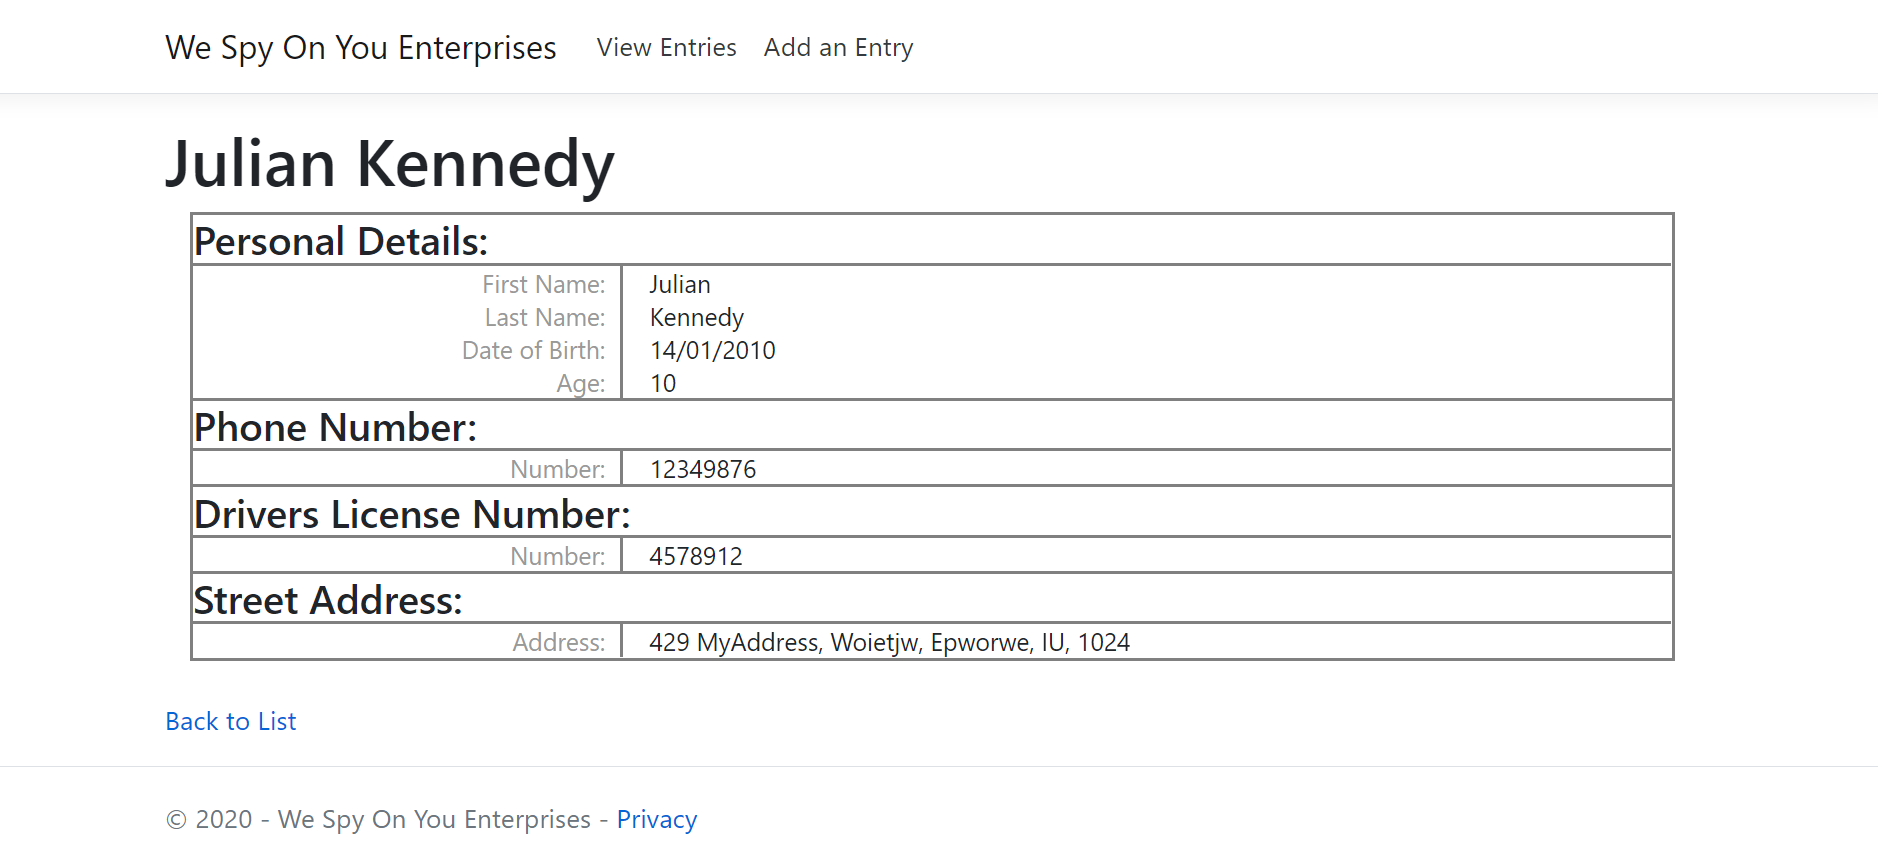 We Spy On You Enterprises View Entries Add an Entry
Julian Kennedy
Personal Details:
First Name: Julian
Last Name: Kennedy
Date of Birth: 14/01/2010
Age: 10
Phone Number:
Number: 12349876
Drivers License Number:
Number: 4578912
Street Address:
Address: 429 MyAddress, Woietjw, Epworwe, IU, 1024
Back to List
© 2020 - We Spy On You Enterprises - Privacy